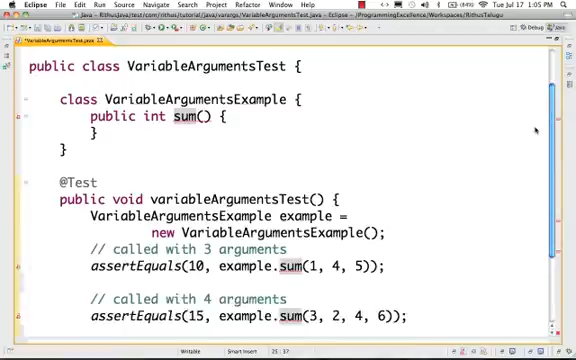 Eclipse File Edit Source Refactor Navigate Search Project Run Window Help Tue Jul 17 1:05 PM
*VariableArgumentsTest.java
Debug Java
public class VariableArgumentsTest {
class VariableArgumentsExample {
public int sum() {
}
}
@Test
public void variableArgumentsTest() {
VariableArgumentsExample example =
new VariableArgumentsExample();
// called with 3 arguments
assertEquals(10, example.sum(1, 4, 5));
// called with 4 arguments
assertEquals(15, example.sum(3, 2, 4, 6));
Writable Smart Insert 25 : 37